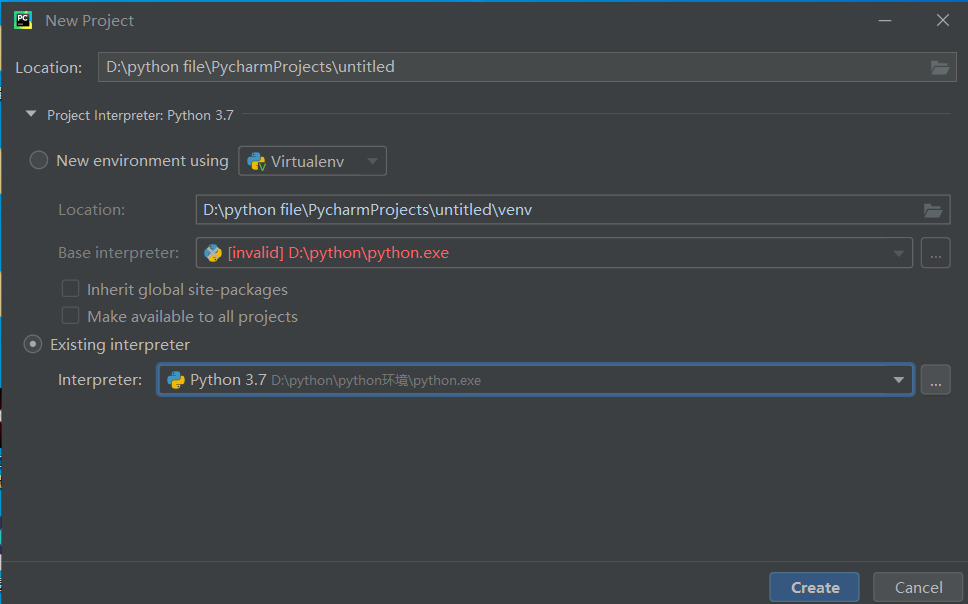 PC New Project
Location: D:\python file\PycharmProjects\untitled
Project Interpreter: Python 3.7
New environment using Virtualenv
Location: D:\python file\PycharmProjects\untitled\venv
Base interpreter: [invalid] D:\python\python.exe ...
Inherit global site-packages
Make available to all projects
Existing interpreter
Interpreter: Python 3.7 D:\python\python环境\python.exe ...
Create Cancel